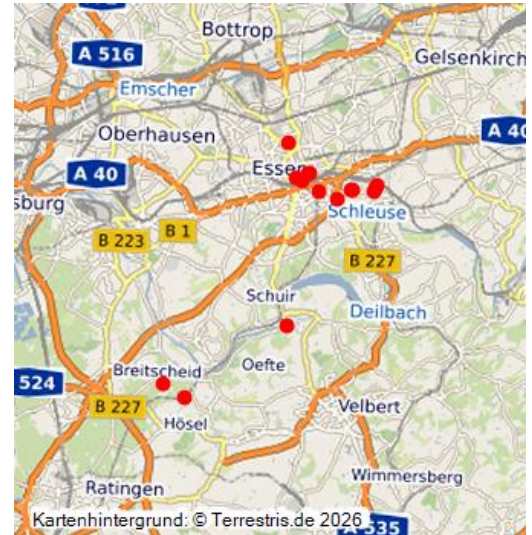 Bottrop
A 516
Gelsenkirch
Emscher
Oberhausen
A 40
Essen
A 40
sburg
Schleuse
B 223
B 1
B 227
Schuir
Deilbach
Breitscheid
Oefte
524
B 227
Velbert
Hösel
Wimmersberg
Ratingen
Kartenhintergrund: © Terrestris.de 2026
A 535